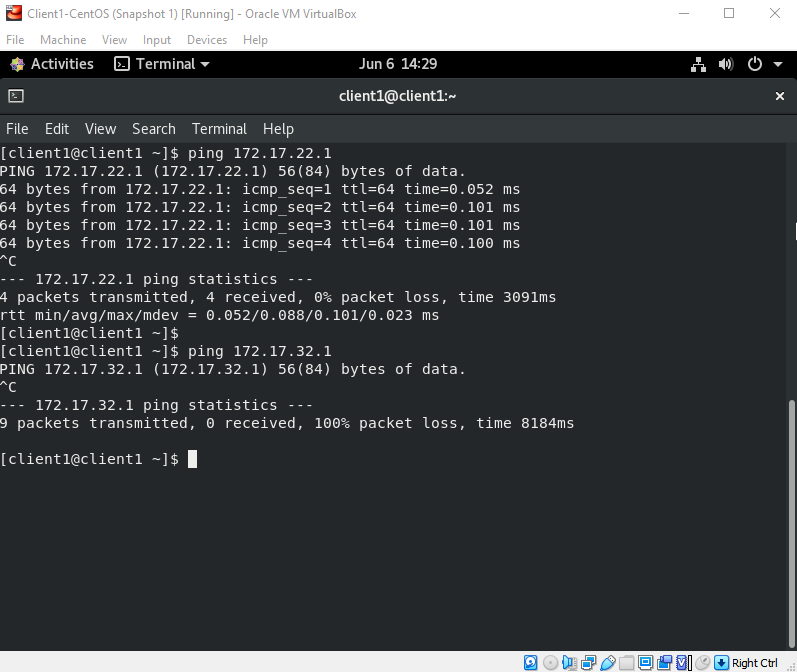 Client1-CentOS (Snapshot 1) [Running] - Oracle VM VirtualBox
File Machine View Input Devices Help
Activities Terminal Jun 6 14:29
client1@client1:~
File Edit View Search Terminal Help
[client1@client1 ~]$ ping 172.17.22.1
PING 172.17.22.1 (172.17.22.1) 56(84) bytes of data.
64 bytes from 172.17.22.1: icmp_seq=1 ttl=64 time=0.052 ms
64 bytes from 172.17.22.1: icmp_seq=2 ttl=64 time=0.101 ms
64 bytes from 172.17.22.1: icmp_seq=3 ttl=64 time=0.101 ms
64 bytes from 172.17.22.1: icmp_seq=4 ttl=64 time=0.100 ms
^C
--- 172.17.22.1 ping statistics ---
4 packets transmitted, 4 received, 0% packet loss, time 3091ms
rtt min/avg/max/mdev = 0.052/0.088/0.101/0.023 ms
[client1@client1 ~]$
[client1@client1 ~]$ ping 172.17.32.1
PING 172.17.32.1 (172.17.32.1) 56(84) bytes of data.
^C
--- 172.17.32.1 ping statistics ---
9 packets transmitted, 0 received, 100% packet loss, time 8184ms
[client1@client1 ~]$
Right Ctrl